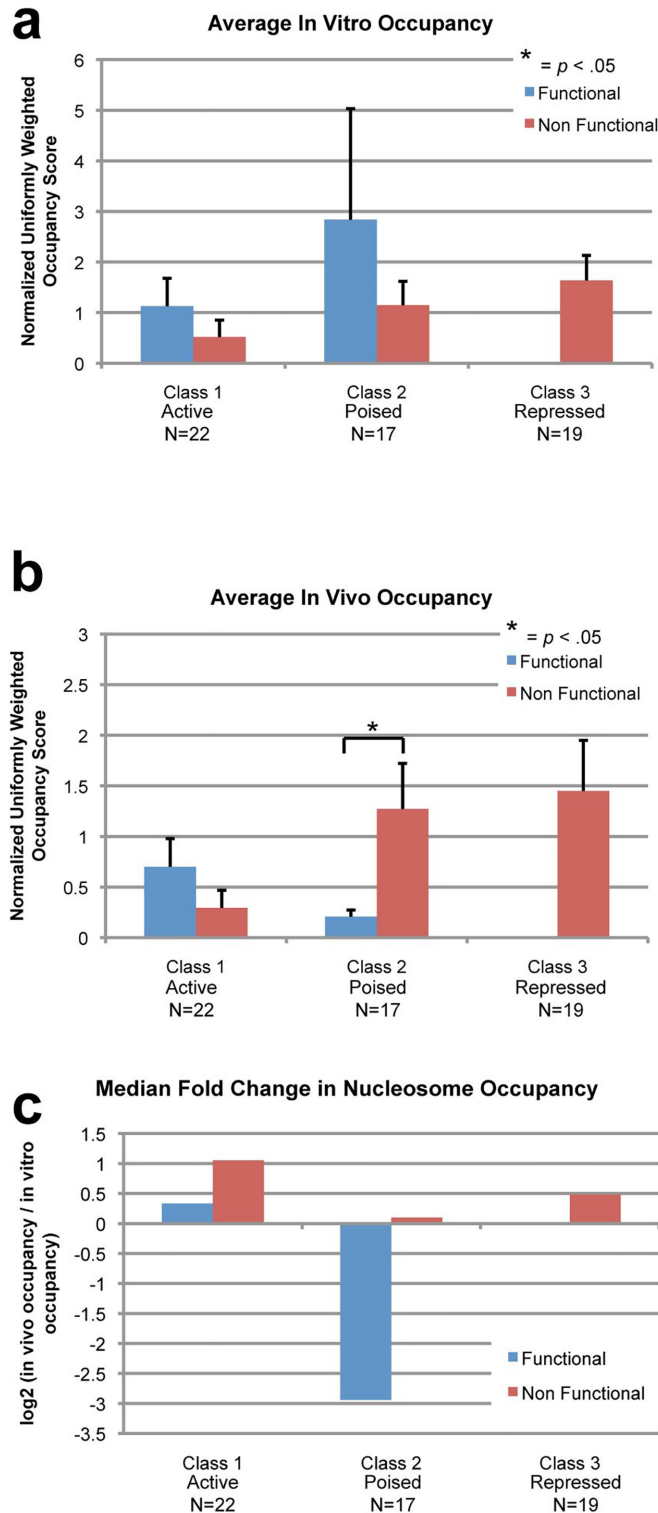 a
Average In Vitro Occupancy
* = p < .05
Functional
Non Functional
Normalized Uniformly Weighted
Occupancy Score
6
5
4
3
2
1
0
Class 1
Active
N=22
Class 2
Poised
N=17
Class 3
Repressed
N=19
b
Average In Vivo Occupancy
* = p < .05
Functional
Non Functional
Normalized Uniformly Weighted
Occupancy Score
3
2.5
2
1.5
1
0.5
0
*
Class 1
Active
N=22
Class 2
Poised
N=17
Class 3
Repressed
N=19
c
Median Fold Change in Nucleosome Occupancy
log2 (in vivo occupancy / in vitro
occupancy)
1.5
1
0.5
0
-0.5
-1
-1.5
-2
-2.5
-3
-3.5
Functional
Non Functional
Class 1
Active
N=22
Class 2
Poised
N=17
Class 3
Repressed
N=19